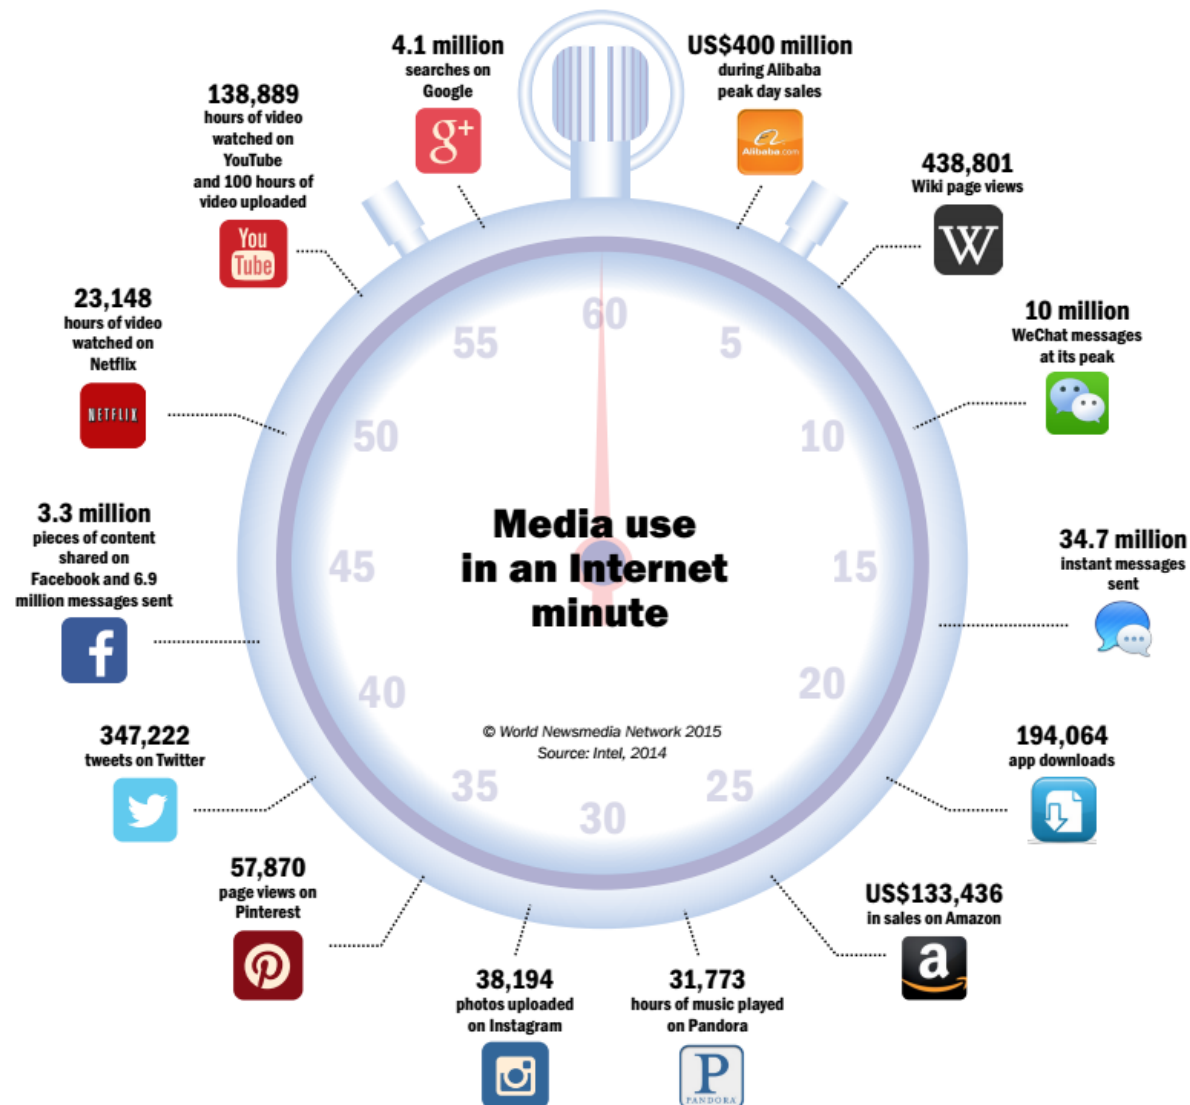 4.1 million
searches on
Google
g+
US$400 million
during Alibaba
peak day sales
Alibaba.com
438,801
Wiki page views
W
10 million
WeChat messages
at its peak
34.7 million
instant messages
sent
194,064
app downloads
US$133,436
in sales on Amazon
a
31,773
hours of music played
on Pandora
P
PANDORA
38,194
photos uploaded
on Instagram
57,870
page views on
Pinterest
347,222
tweets on Twitter
3.3 million
pieces of content
shared on
Facebook and 6.9
million messages sent
f
23,148
hours of video
watched on
Netflix
NETFLIX
138,889
hours of video
watched on
YouTube
and 100 hours of
video uploaded
You
Tube
60
5
10
15
20
25
30
35
40
45
50
55
Media use
in an Internet
minute
© World Newsmedia Network 2015
Source: Intel, 2014